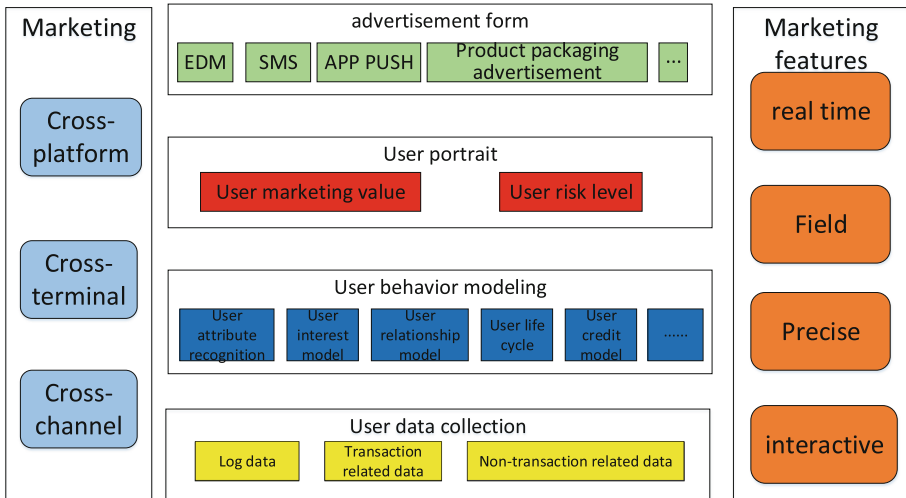 Marketing
Cross-
platform
Cross-
terminal
Cross-
channel
advertisement form
EDM
SMS
APP PUSH
Product packaging
advertisement
...
User portrait
User marketing value
User risk level
User behavior modeling
User
attribute
recognition
User
interest
model
User
relationship
model
User life
cycle
User
credit
model
......
User data collection
Log data
Transaction
related data
Non-transaction related data
Marketing
features
real time
Field
Precise
interactive